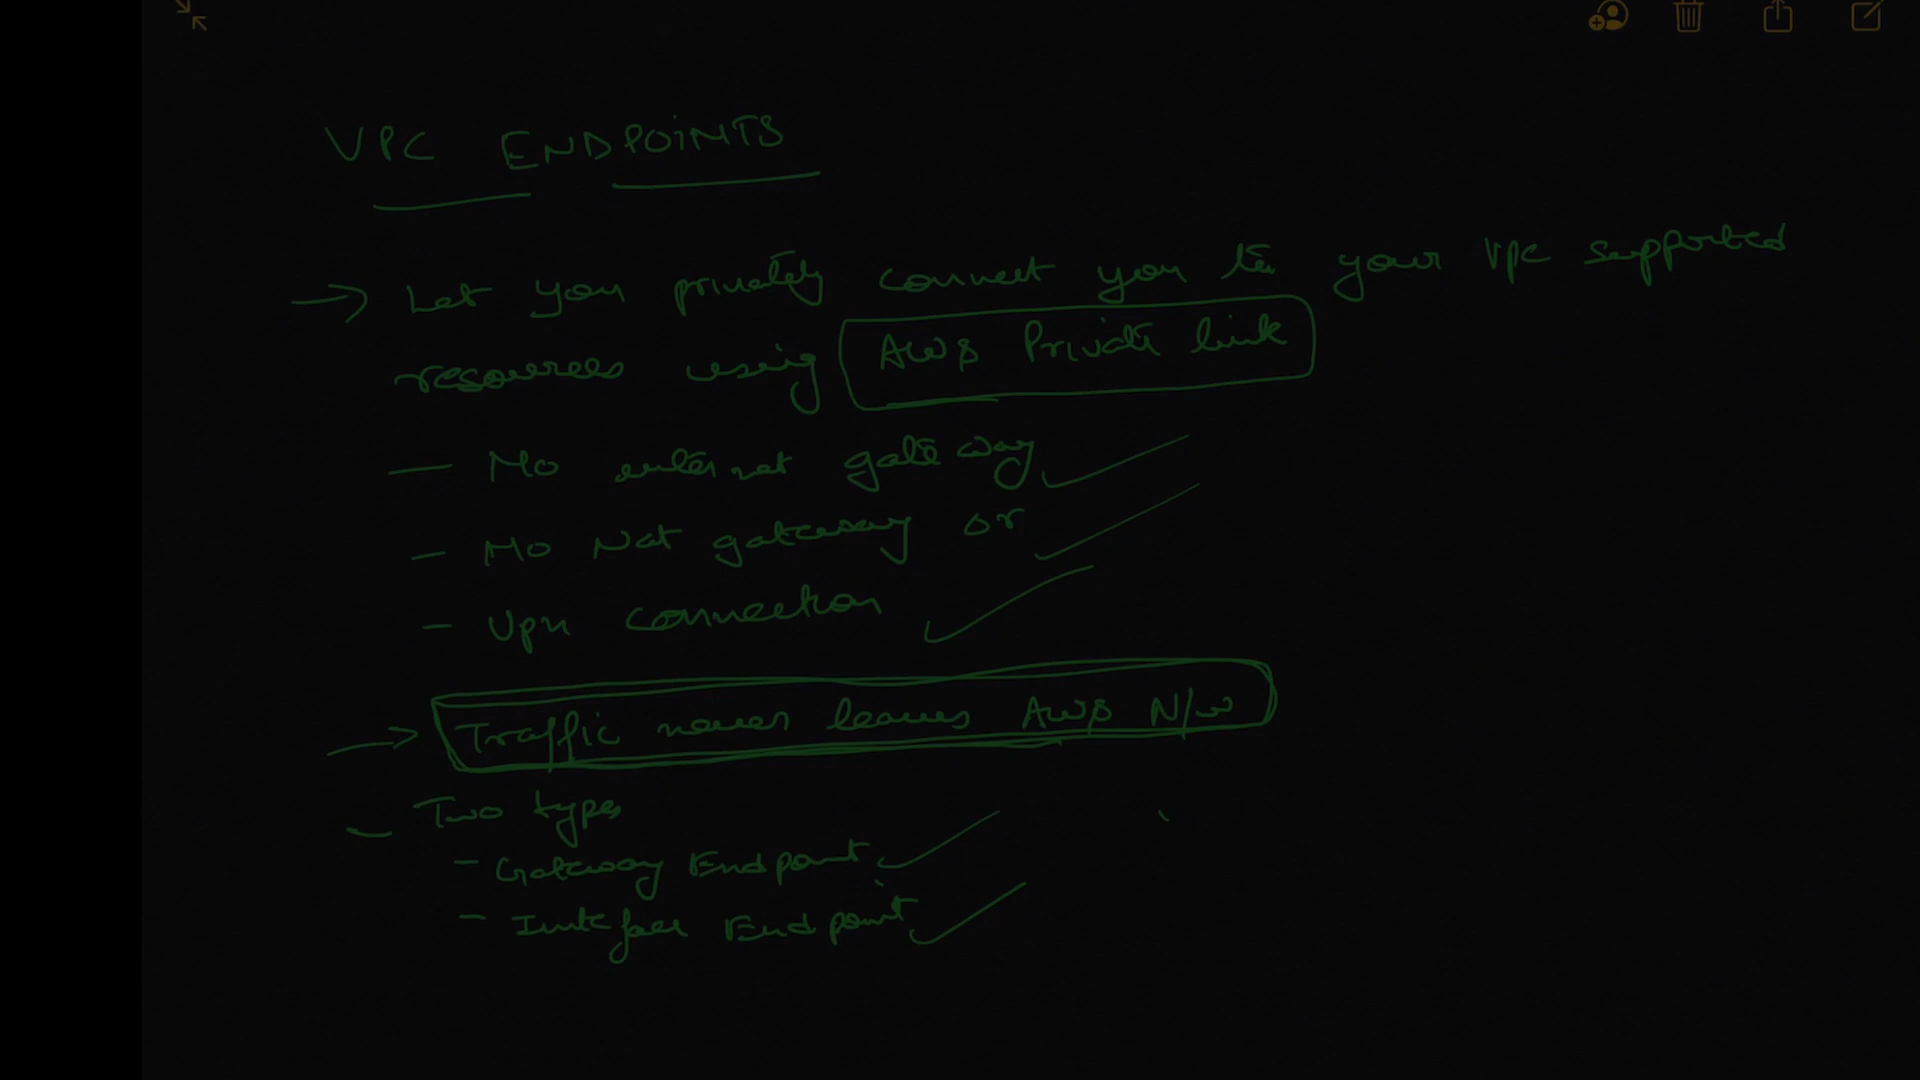 VPC ENDPOINTS
→ Let you privately connect you to your VPC supported
resources using AWS Private link
— No internet gateway
- No Nat gateway or
- Vpn connection
→ Traffic never leaves AWS N/w
- Two types
- Gateway Endpoint
- Interface Endpoint